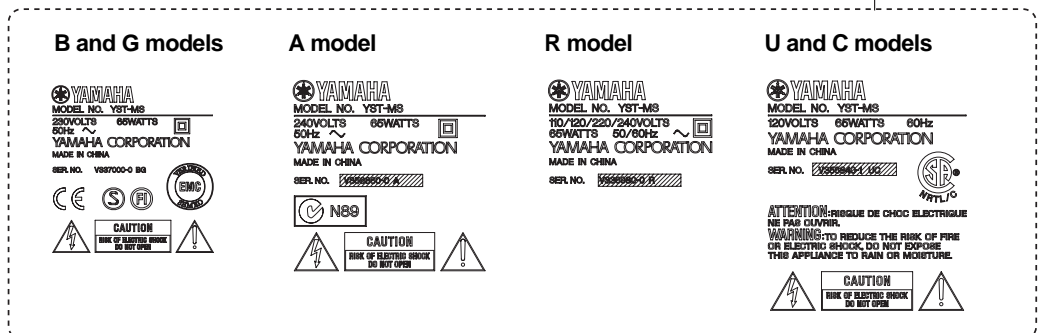 B and G models
YAMAHA
MODEL NO. YST-MS
230VOLTS 65WATTS
50Hz
YAMAHA CORPORATION
MADE IN CHINA
SER. NO. V337000-0 BG
VERIFIED
EMC
CE S FI
CAUTION
RISK OF ELECTRIC SHOCK
DO NOT OPEN
A model
YAMAHA
MODEL NO. YST-MS
240VOLTS 65WATTS
50Hz
YAMAHA CORPORATION
MADE IN CHINA
SER. NO.
N89
CAUTION
RISK OF ELECTRIC SHOCK
DO NOT OPEN
R model
YAMAHA
MODEL NO. YST-MS
110/120/220/240VOLTS
65WATTS 50/60Hz
YAMAHA CORPORATION
MADE IN CHINA
SER. NO.
U and C models
YAMAHA
MODEL NO. YST-MS
120VOLTS 65WATTS 60Hz
YAMAHA CORPORATION
MADE IN CHINA
SER. NO.
NRTL/C
ATTENTION:RISQUE DE CHOC ELECTRIQUE
NE PAS OUVRIR.
WARNING:TO REDUCE THE RISK OF FIRE
OR ELECTRIC SHOCK, DO NOT EXPOSE
THIS APPLIANCE TO RAIN OR MOISTURE.
CAUTION
RISK OF ELECTRIC SHOCK
DO NOT OPEN